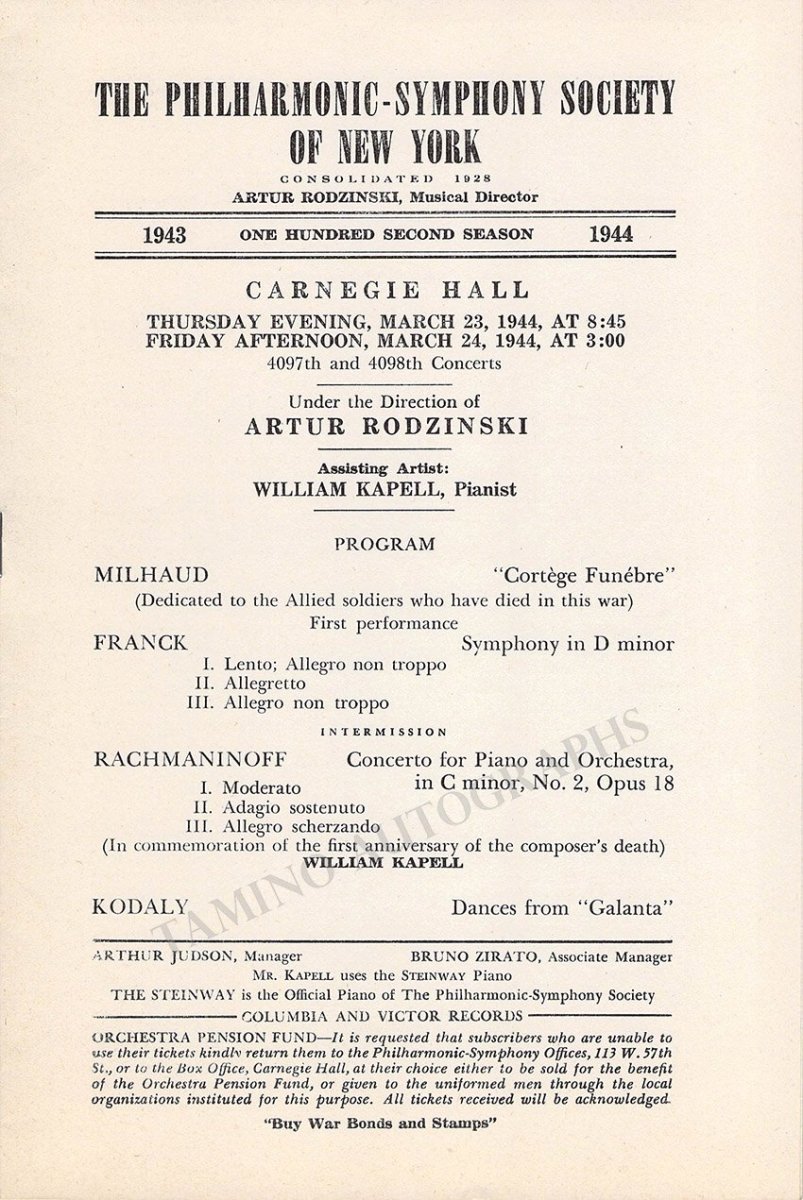 THE PHILHARMONIC-SYMPHONY SOCIETY
OF NEW YORK
CONSOLIDATED 1928
ARTUR RODZINSKI, Musical Director
1943 ONE HUNDRED SECOND SEASON 1944
CARNEGIE HALL
THURSDAY EVENING, MARCH 23, 1944, AT 8:45
FRIDAY AFTERNOON, MARCH 24, 1944, AT 3:00
4097th and 4098th Concerts
Under the Direction of
ARTUR RODZINSKI
Assisting Artist:
WILLIAM KAPELL, Pianist
PROGRAM
MILHAUD "Cortège Funébre"
(Dedicated to the Allied soldiers who have died in this war)
First performance
FRANCK Symphony in D minor
I. Lento; Allegro non troppo
II. Allegretto
III. Allegro non troppo
INTERMISSION
RACHMANINOFF Concerto for Piano and Orchestra,
in C minor, No. 2, Opus 18
I. Moderato
II. Adagio sostenuto
III. Allegro scherzando
(In commemoration of the first anniversary of the composer's death)
WILLIAM KAPELL
KODALY Dances from "Galanta"
ARTHUR JUDSON, Manager BRUNO ZIRATO, Associate Manager
MR. KAPELL uses the STEINWAY Piano
THE STEINWAY is the Official Piano of The Philharmonic-Symphony Society
COLUMBIA AND VICTOR RECORDS
ORCHESTRA PENSION FUND—It is requested that subscribers who are unable to
use their tickets kindly return them to the Philharmonic-Symphony Offices, 113 W. 57th
St., or to the Box Office, Carnegie Hall, at their choice either to be sold for the benefit
of the Orchestra Pension Fund, or given to the uniformed men through the local
organizations instituted for this purpose. All tickets received will be acknowledged.
"Buy War Bonds and Stamps"
TAMINO AUTOGRAPHS